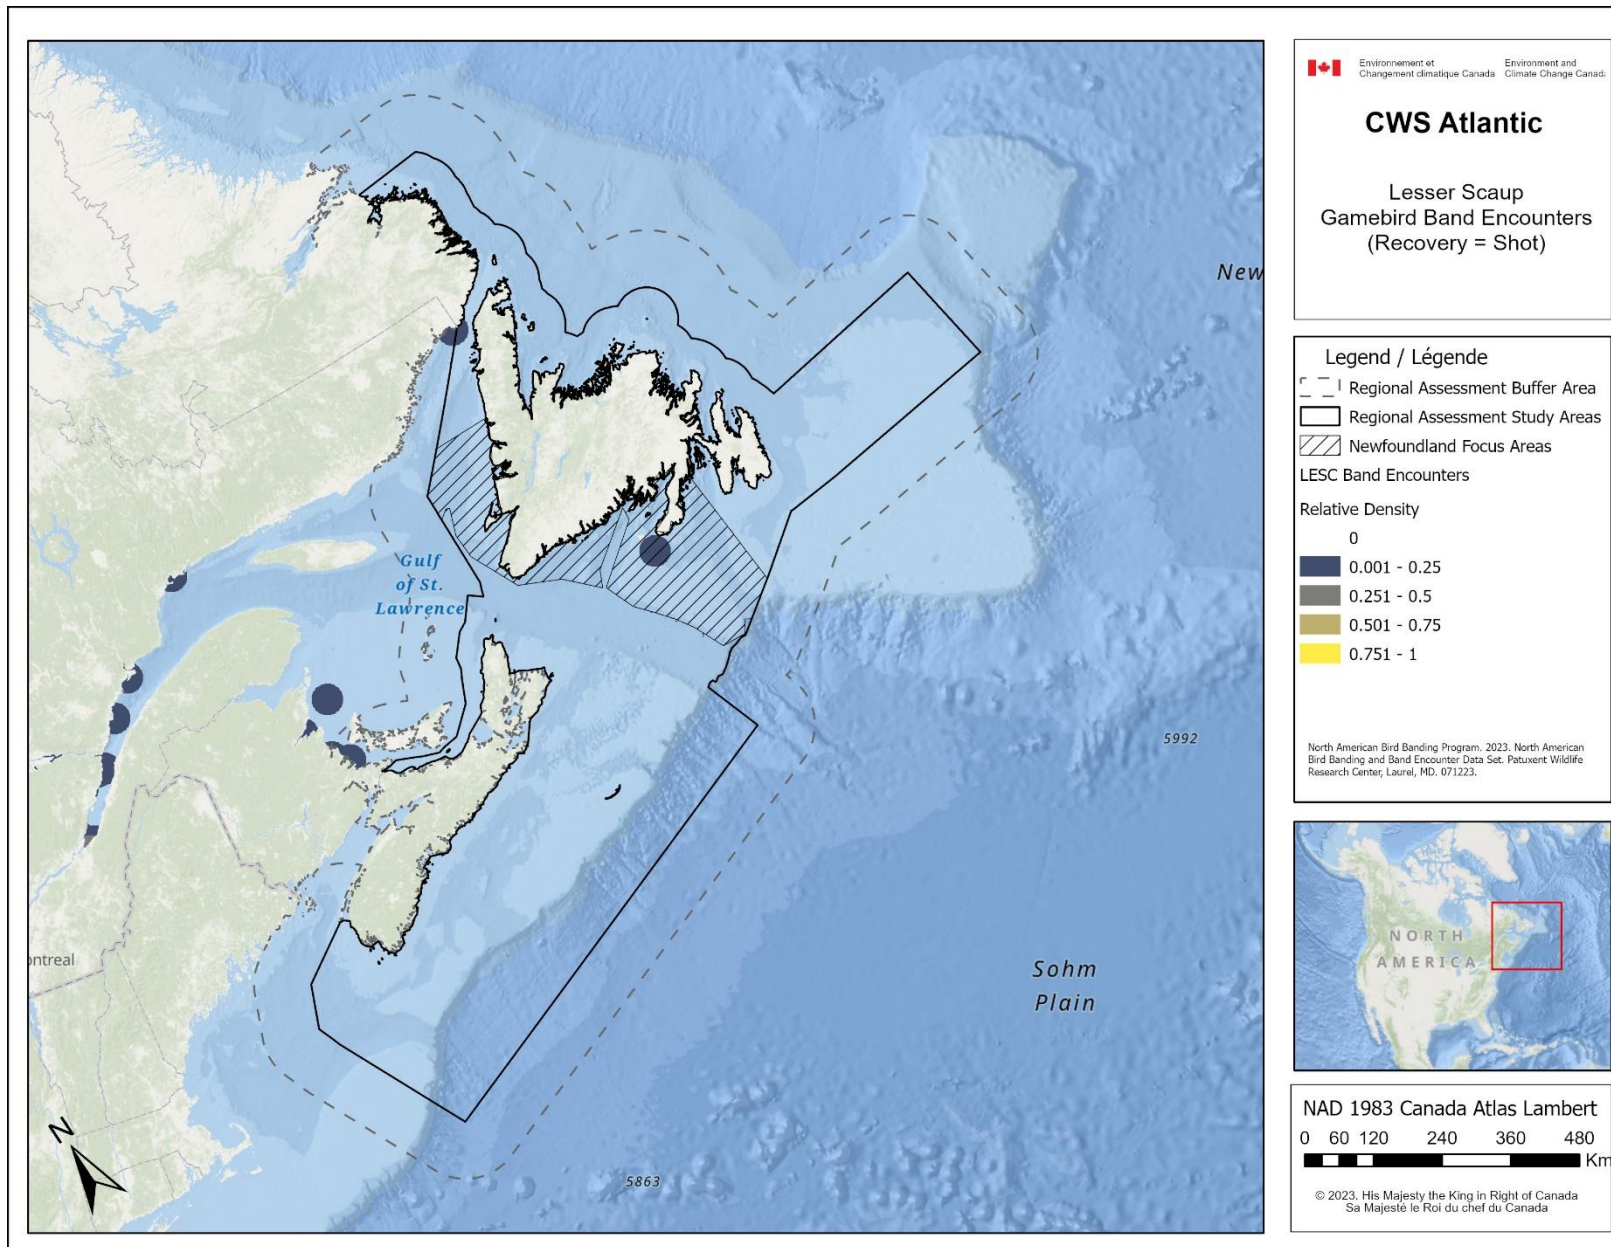 New
Gulf
of St.
Lawrence
5992
ontreal
Sohm
Plain
N
5863
Environnement et
Changement climatique Canada
Environment and
Climate Change Canada
CWS Atlantic
Lesser Scaup
Gamebird Band Encounters
(Recovery = Shot)
Legend / Légende
Regional Assessment Buffer Area
Regional Assessment Study Areas
Newfoundland Focus Areas
LESC Band Encounters
Relative Density
0
0.001 - 0.25
0.251 - 0.5
0.501 - 0.75
0.751 - 1
North American Bird Banding Program. 2023. North American
Bird Banding and Band Encounter Data Set. Patuxent Wildlife
Research Center, Laurel, MD. 071223.
NORTH
AMERICA
NAD 1983 Canada Atlas Lambert
0 60 120 240 360 480
Km
© 2023. His Majesty the King in Right of Canada
Sa Majesté le Roi du chef du Canada